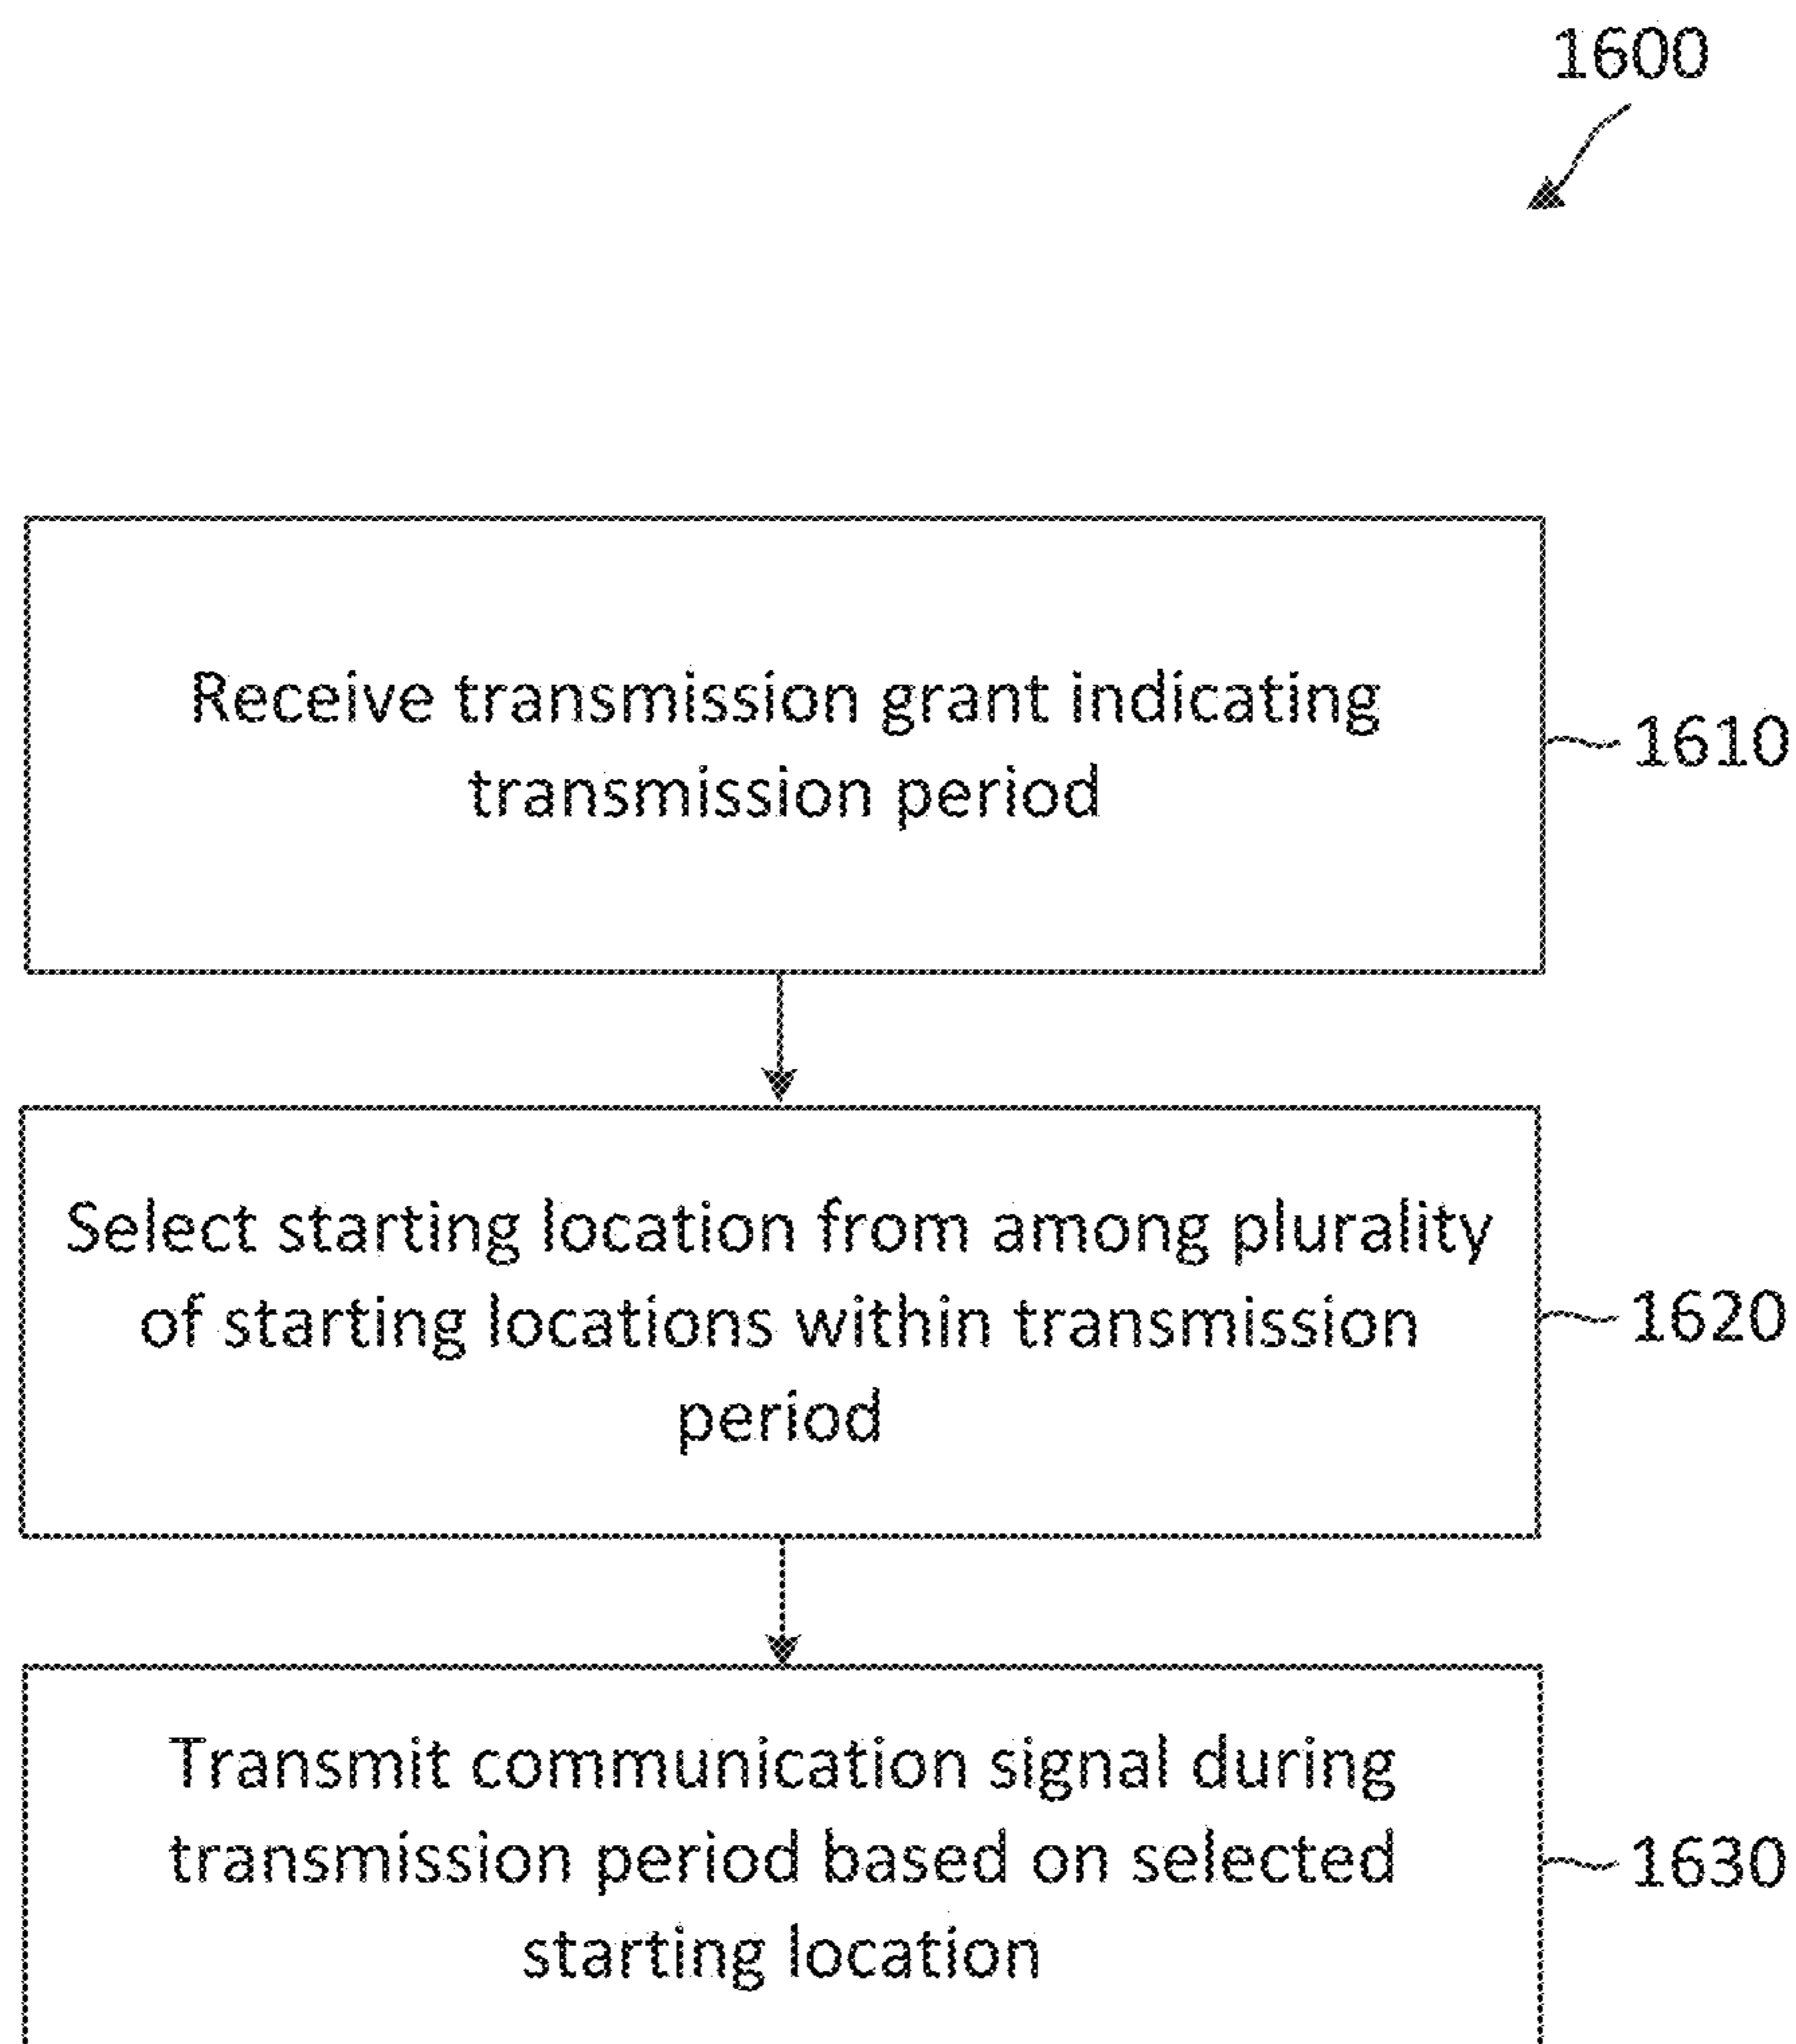 1600
Receive transmission grant indicating
transmission period
1610
Select starting location from among plurality
of starting locations within transmission
period
1620
Transmit communication signal during
transmission period based on selected
starting location
1630